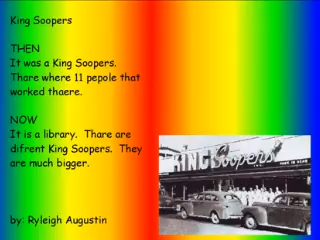 King Soopers
THEN
It was a King Soopers.
Thare where 11 pepole that
worked thaere.
NOW
It is a library.  Thare are
difrent King Soopers.  They
are much bigger.
by: Ryleigh Augustin
KING Soopers